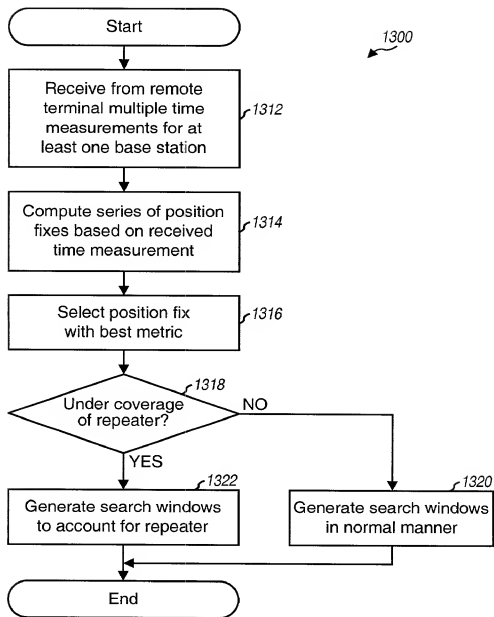 Start
1300
Receive from remote
terminal multiple time
measurements for at
least one base station
1312
Compute series of position
fixes based on received
time measurement
1314
Select position fix
with best metric
1316
1318
Under coverage
of repeater?
NO
YES
1322
Generate search windows
to account for repeater
1320
Generate search windows
in normal manner
End